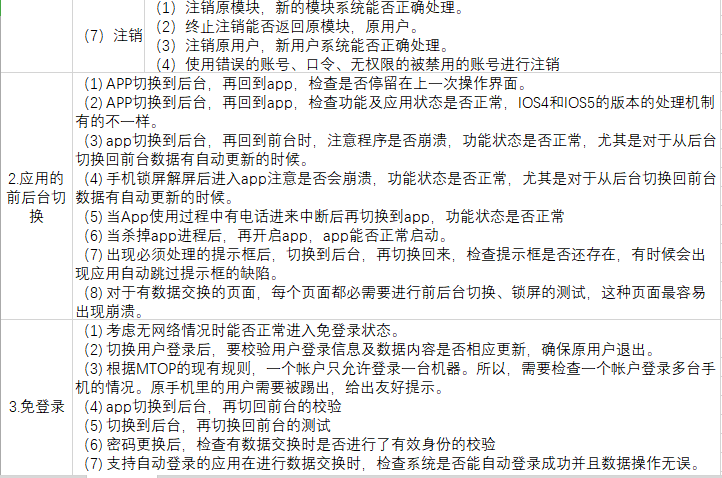 （1）注销原模块，新的模块系统能否正确处理。
（2）终止注销能否返回原模块，原用户。
（7）注销
（3）注销原用户，新用户系统能否正确处理。
（4）使用错误的账号、口令、无权限的被禁用的账号进行注销
（1) APP切换到后台，再回到app，检查是否停留在上一次操作界面。
（2) APP切换到后台，再回到app，检查功能及应用状态是否正常，IOS4和IOS5的版本的处理机制
有的不一样。
（3) app切换到后台，再回到前台时，注意程序是否崩溃，功能状态是否正常，尤其是对于从后台
切换回前台数据有自动更新的时候。
2.应用的
前后台切
换
（4) 手机锁屏解屏后进入app注意是否会崩溃，功能状态是否正常，尤其是对于从后台切换回前台
数据有自动更新的时候。
（5) 当App使用过程中有电话进来中断后再切换到app，功能状态是否正常
（6) 当杀掉app进程后，再开启app，app能否正常启动。
（7) 出现必须处理的提示框后，切换到后台，再切换回来，检查提示框是否还存在，有时候会出
现应用自动跳过提示框的缺陷。
（8) 对于有数据交换的页面，每个页面都必需要进行前后台切换、锁屏的测试，这种页面最容易
出现崩溃。
（1) 考虑无网络情况时能否正常进入免登录状态。
（2) 切换用户登录后，要校验用户登录信息及数据内容是否相应更新，确保原用户退出。
（3) 根据MTOP的现有规则，一个帐户只允许登录一台机器。所以，需要检查一个帐户登录多台手
机的情况。原手机里的用户需要被踢出，给出友好提示。
3.免登录
（4) app切换到后台，再切回前台的校验
（5) 切换到后台，再切换回前台的测试
（6) 密码更换后，检查有数据交换时是否进行了有效身份的校验
（7) 支持自动登录的应用在进行数据交换时，检查系统是否能自动登录成功并且数据操作无误。